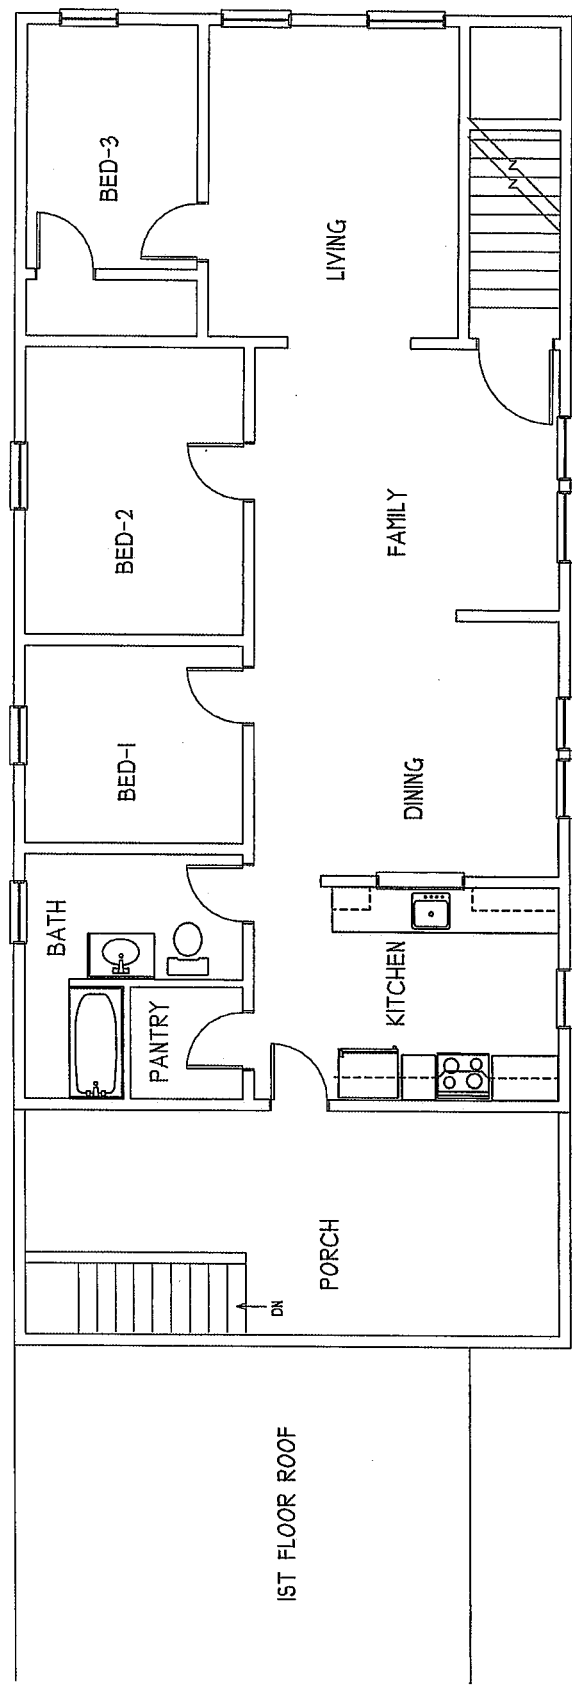 BED-3
LIVING
BED-2
FAMILY
BED-1
DINING
BATH
KITCHEN
PANTRY
PORCH
DN
1ST FLOOR ROOF